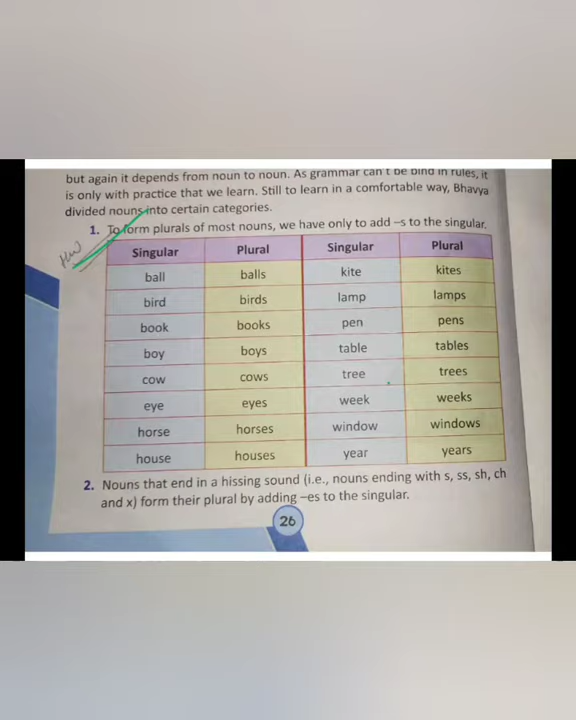 but again it depends from noun to noun. As grammar can't be bind in rules, it
is only with practice that we learn. Still to learn in a comfortable way, Bhavya
divided nouns into certain categories.
1. To form plurals of most nouns, we have only to add –s to the singular.
Singular Plural Singular Plural
ball balls kite kites
bird birds lamp lamps
book books pen pens
boy boys table tables
cow cows tree trees
eye eyes week weeks
horse horses window windows
house houses year years
2. Nouns that end in a hissing sound (i.e., nouns ending with s, ss, sh, ch
and x) form their plural by adding –es to the singular.
26